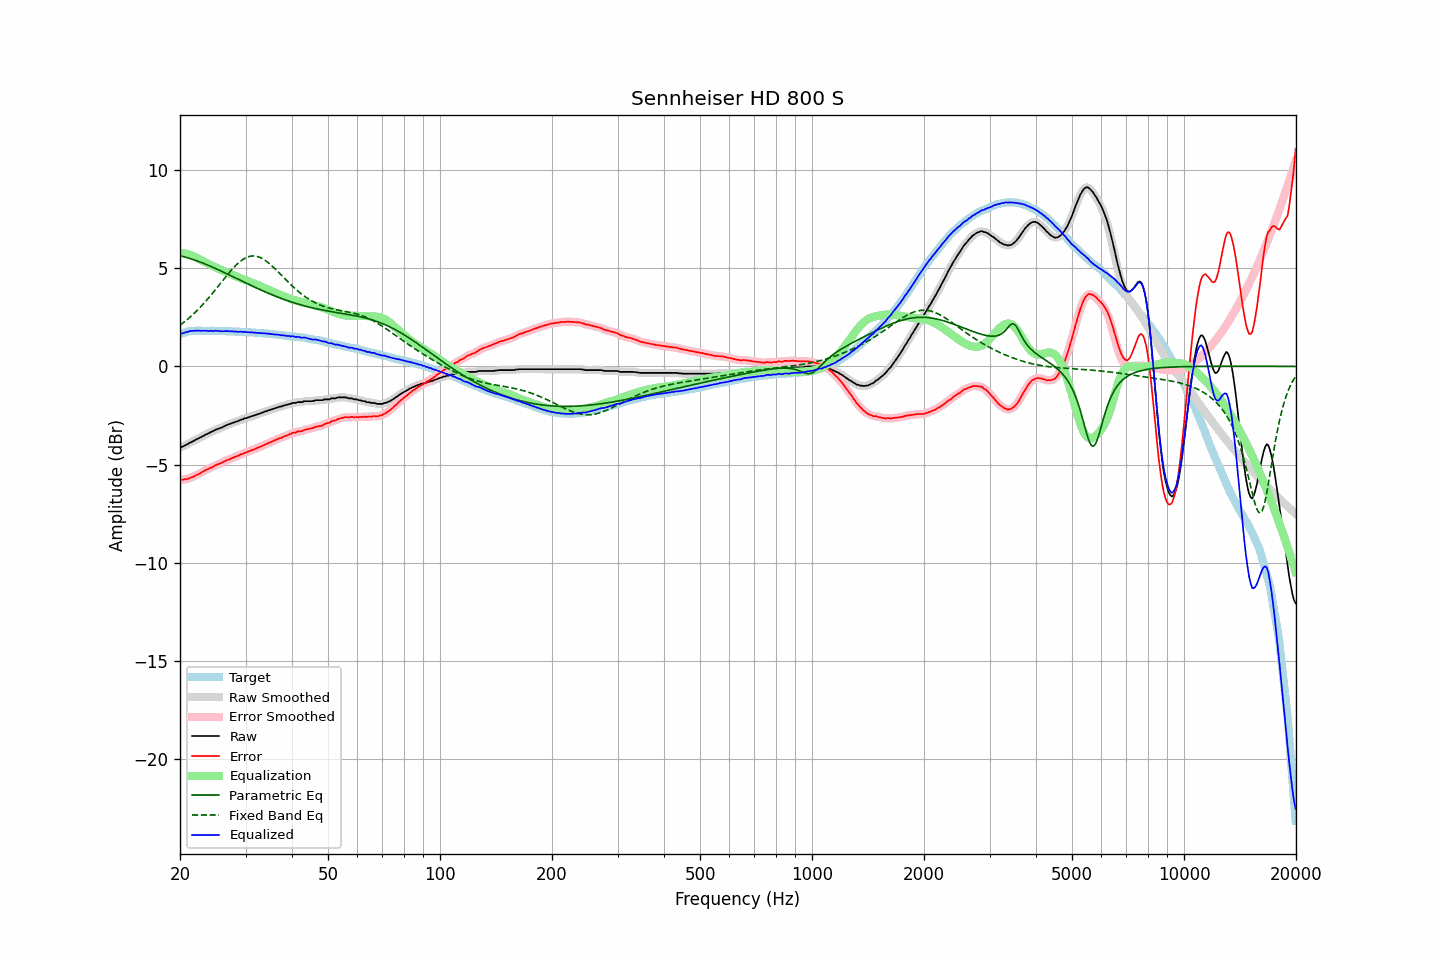 Sennheiser HD 800 S
10
5
0
−5
−10
−15
−20
Amplitude (dBr)
Target
Raw Smoothed
Error Smoothed
Raw
Error
Equalization
Parametric Eq
Fixed Band Eq
Equalized
20 50 100 200 500 1000 2000 5000 10000 20000
Frequency (Hz)